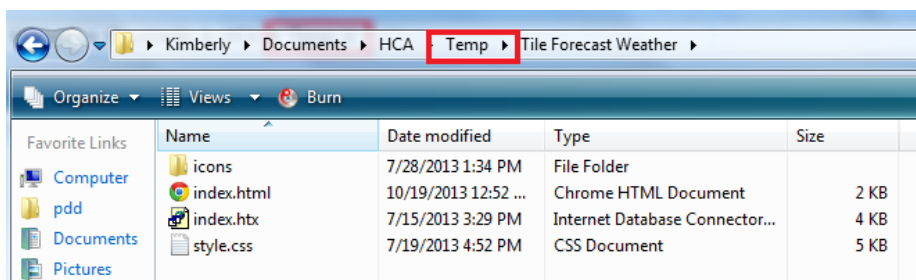 Kimberly Documents HCA Temp Tile Forecast Weather
Organize Views Burn
Favorite Links
Computer
pdd
Documents
Pictures
Name Date modified Type Size
icons 7/28/2013 1:34 PM File Folder
index.html 10/19/2013 12:52 ... Chrome HTML Document 2 KB
index.htx 7/15/2013 3:29 PM Internet Database Connector... 4 KB
style.css 7/19/2013 4:52 PM CSS Document 5 KB